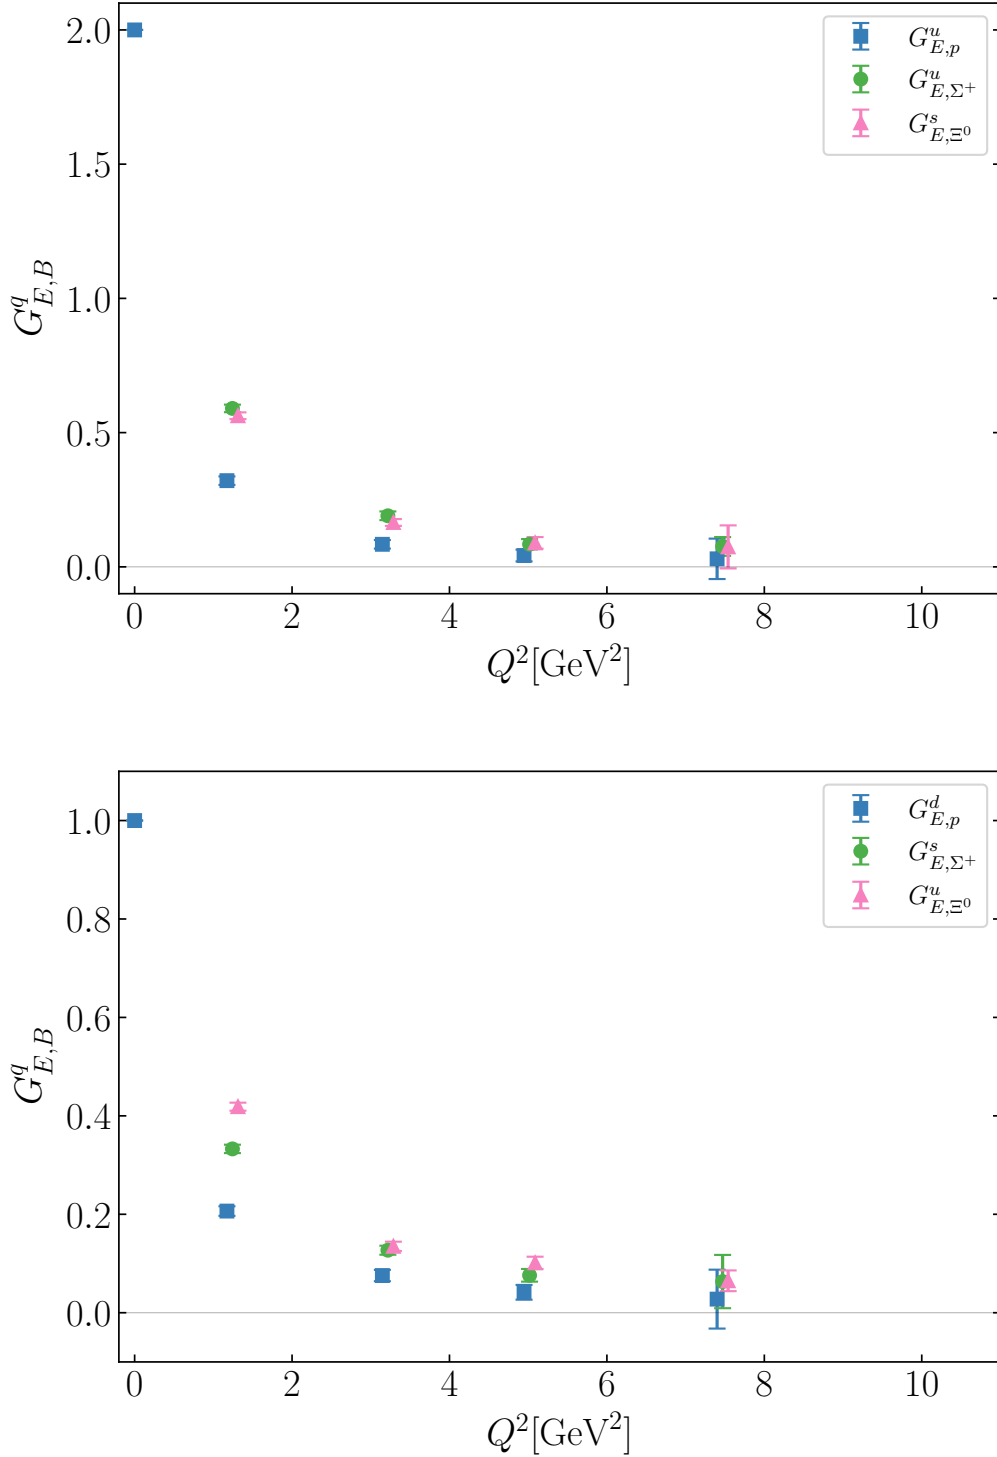 2.0
1.5
1.0
0.5
0.0
G^q_{E,B}
G^u_{E,p}
G^u_{E,Σ^+}
G^s_{E,Ξ^0}
0 2 4 6 8 10
Q^2[GeV^2]
1.0
0.8
0.6
0.4
0.2
0.0
G^q_{E,B}
G^d_{E,p}
G^s_{E,Σ^+}
G^u_{E,Ξ^0}
0 2 4 6 8 10
Q^2[GeV^2]